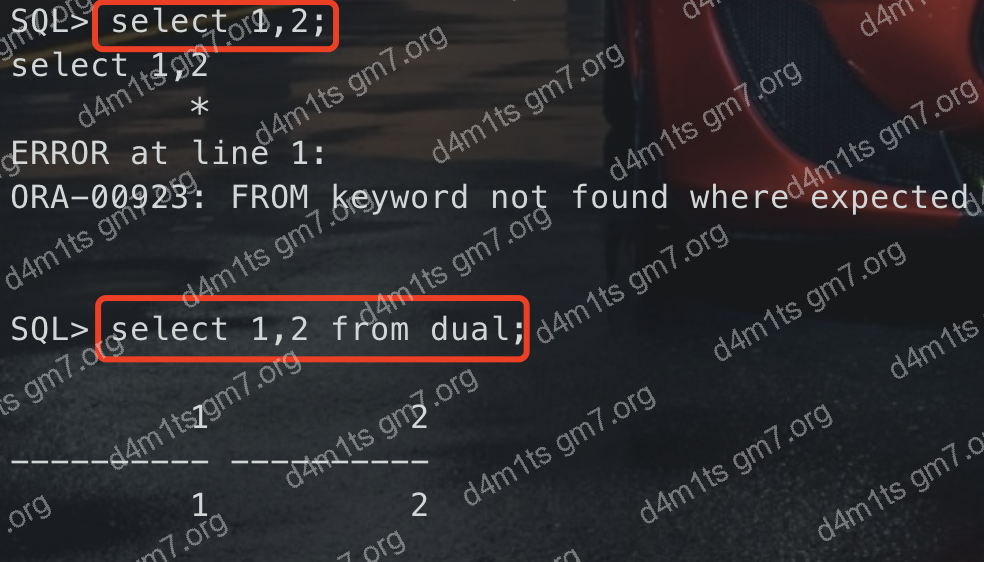 SQL> select 1,2;
select 1,2
         *
ERROR at line 1:
ORA-00923: FROM keyword not found where expected
SQL> select 1,2 from dual;
         1          2
---------- ----------
         1          2
d4m1ts gm7.org